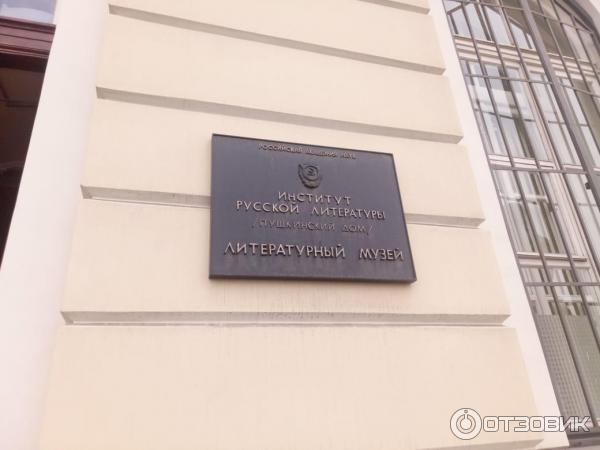 РОССИЙСКАЯ АКАДЕМИЯ НАУК
ИНСТИТУТ
РУССКОЙ ЛИТЕРАТУРЫ
/ПУШКИНСКИЙ ДОМ/
ЛИТЕРАТУРНЫЙ МУЗЕЙ
ОТЗОВИК